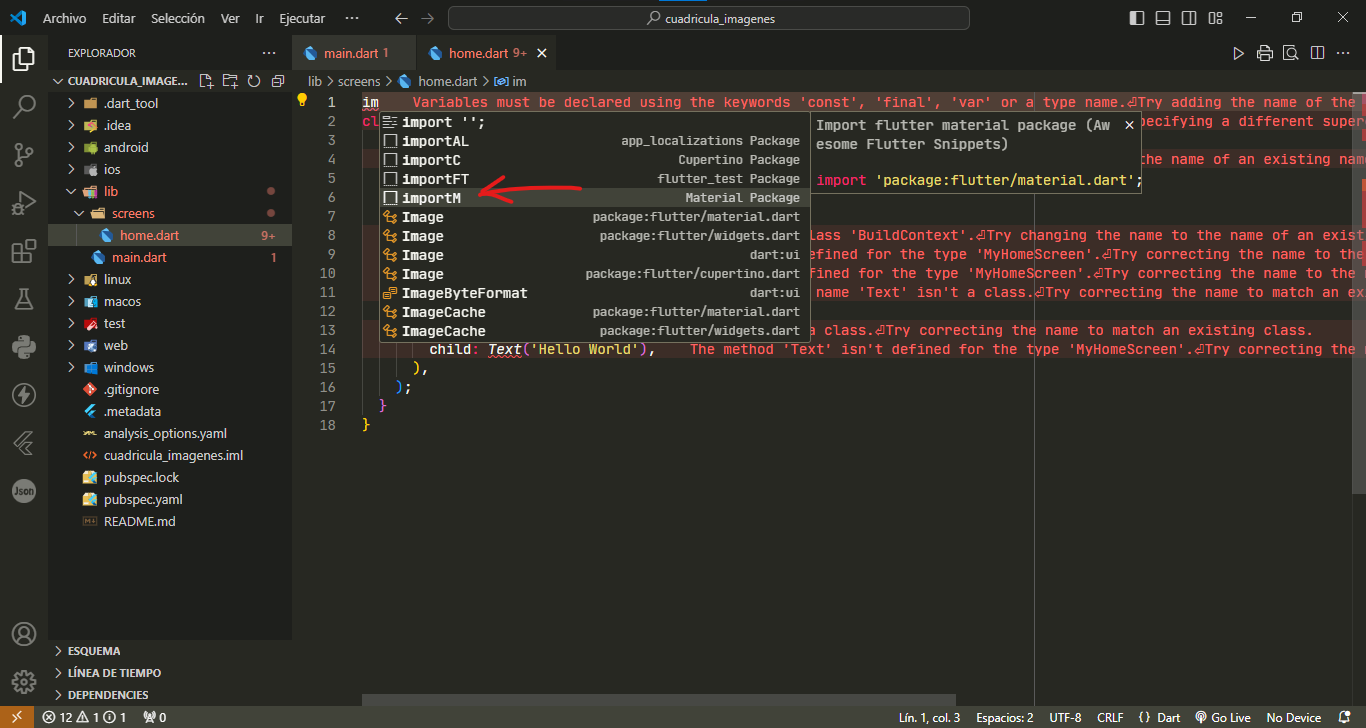 Archivo Editar Selección Ver Ir Ejecutar ··· cuadricula_imagenes
EXPLORADOR ···
main.dart 1 home.dart 9+
CUADRICULA_IMAGE...
lib > screens > home.dart > im
.dart_tool
.idea
android
ios
lib
screens
home.dart 9+
main.dart 1
linux
macos
test
web
windows
.gitignore
.metadata
analysis_options.yaml
cuadricula_imagenes.iml
pubspec.lock
pubspec.yaml
README.md
ESQUEMA
LÍNEA DE TIEMPO
DEPENDENCIES
Json
1 im Variables must be declared using the keywords 'const', 'final', 'var' or a type name.⏎Try adding the name of the
2 cl pecifying a different super
3
4 the name of an existing nam
5
6
7
8 lass 'BuildContext'.⏎Try changing the name to the name of an exist
9 efined for the type 'MyHomeScreen'.⏎Try correcting the name to the
10 fined for the type 'MyHomeScreen'.⏎Try correcting the name to the
11 name 'Text' isn't a class.⏎Try correcting the name to match an ex
12
13 a class.⏎Try correcting the name to match an existing class.
14 child: Text('Hello World'), The method 'Text' isn't defined for the type 'MyHomeScreen'.⏎Try correcting the
15 ),
16 );
17 }
18 }
import '';
importAL app_localizations Package
importC Cupertino Package
importFT flutter_test Package
importM Material Package
Image package:flutter/material.dart
Image package:flutter/widgets.dart
Image dart:ui
Image package:flutter/cupertino.dart
ImageByteFormat dart:ui
ImageCache package:flutter/material.dart
ImageCache package:flutter/widgets.dart
Import flutter material package (Aw
esome Flutter Snippets)
import 'package:flutter/material.dart';
12 1 1 0 Lín. 1, col. 3 Espacios: 2 UTF-8 CRLF {} Dart Go Live No Device